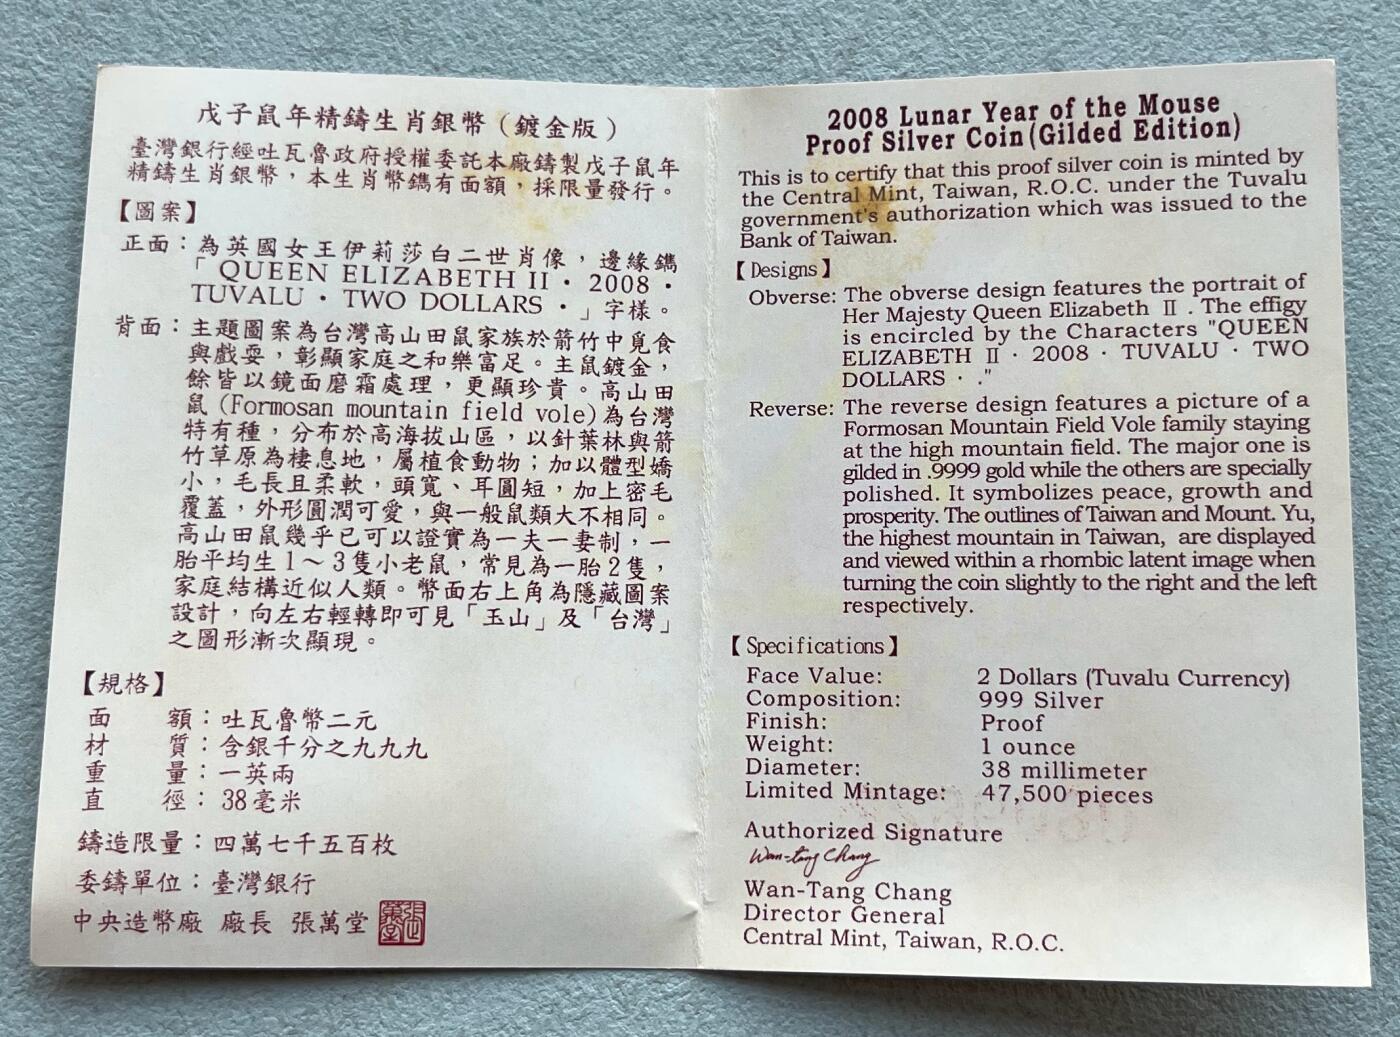 戊子鼠年精鑄生肖銀幣（鍍金版）
臺灣銀行經吐瓦魯政府授權委託本廠鑄製戊子鼠年
精鑄生肖銀幣，本生肖幣鐫有面額，採限量發行。
【圖案】
正面：為英國女王伊莉莎白二世肖像，邊緣鐫
「 QUEEN ELIZABETH II · 2008 ·
TUVALU · TWO DOLLARS · 」字樣。
背面：主題圖案為台灣高山田鼠家族於箭竹中覓食
與戲耍，彰顯家庭之和樂富足。主鼠鍍金，
餘皆以鏡面磨霜處理，更顯珍貴。高山田
鼠(Formosan mountain field vole)為台灣
特有種，分布於高海拔山區，以針葉林與箭
竹草原為棲息地，屬植食動物；加以體型嬌
小，毛長且柔軟，頭寬、耳圓短，加上密毛
覆蓋，外形圓潤可愛，與一般鼠類大不相同。
高山田鼠幾乎已可以證實為一夫一妻制，一
胎平均生1～3隻小老鼠，常見為一胎2隻，
家庭結構近似人類。幣面右上角為隱藏圖案
設計，向左右輕轉即可見「玉山」及「台灣」
之圖形漸次顯現。
【規格】
面 額：吐瓦魯幣二元
材 質：含銀千分之九九九
重 量：一英兩
直 徑：38毫米
鑄造限量：四萬七千五百枚
委鑄單位：臺灣銀行
中央造幣廠 廠長 張萬堂 張萬堂
2008 Lunar Year of the Mouse
Proof Silver Coin(Gilded Edition)
This is to certify that this proof silver coin is minted by
the Central Mint, Taiwan, R.O.C. under the Tuvalu
government's authorization which was issued to the
Bank of Taiwan.
【Designs】
Obverse: The obverse design features the portrait of
Her Majesty Queen Elizabeth Ⅱ . The effigy
is encircled by the Characters "QUEEN
ELIZABETH Ⅱ · 2008 · TUVALU · TWO
DOLLARS · ."
Reverse: The reverse design features a picture of a
Formosan Mountain Field Vole family staying
at the high mountain field. The major one is
gilded in .9999 gold while the others are specially
polished. It symbolizes peace, growth and
prosperity. The outlines of Taiwan and Mount. Yu,
the highest mountain in Taiwan, are displayed
and viewed within a rhombic latent image when
turning the coin slightly to the right and the left
respectively.
【Specifications】
Face Value: 2 Dollars (Tuvalu Currency)
Composition: 999 Silver
Finish: Proof
Weight: 1 ounce
Diameter: 38 millimeter
Limited Mintage: 47,500 pieces
Authorized Signature
Wan-tang Chang
Wan-Tang Chang
Director General
Central Mint, Taiwan, R.O.C.